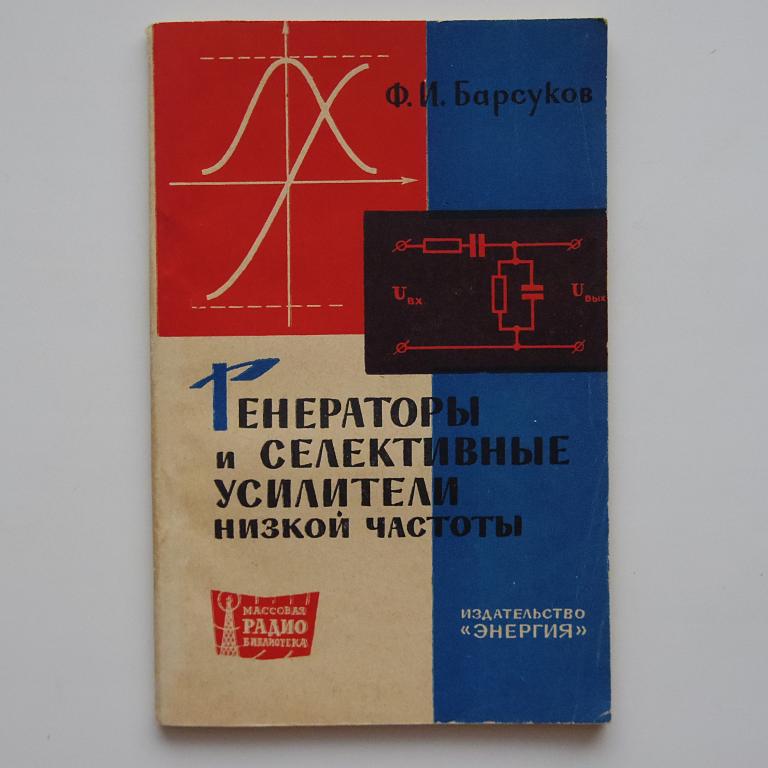 Ф. И. Барсуков
Uвх
Uвых
Генераторы
и селективные
усилители
низкой частоты
МАССОВАЯ
РАДИО
БИБЛИОТЕКА
ИЗДАТЕЛЬСТВО
«ЭНЕРГИЯ»